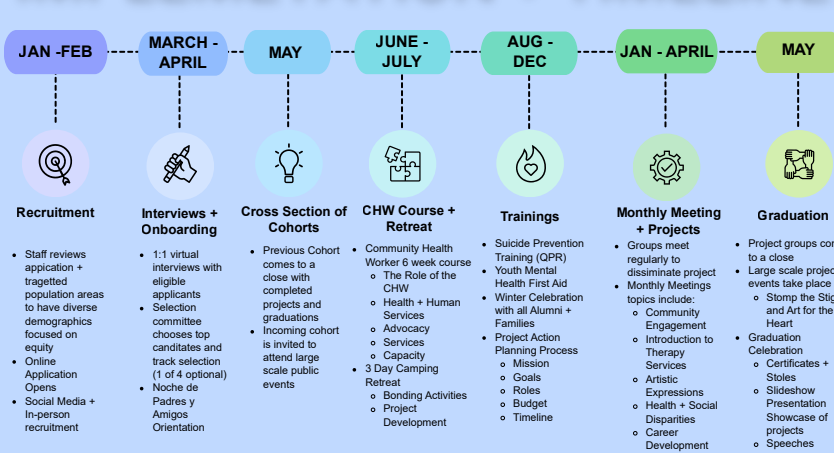 JAN -FEB
MARCH -
APRIL
MAY
JUNE -
JULY
AUG -
DEC
JAN - APRIL
MAY
Recruitment
Staff reviews
appication +
tragetted
population areas
to have diverse
demographics
focused on
equity
Online
Application
Opens
Social Media +
In-person
recruitment
Interviews +
Onboarding
1:1 virtual
interviews with
eligible
applicants
Selection
committee
chooses top
canditates and
track selection
(1 of 4 optional)
Noche de
Padres y
Amigos
Orientation
Cross Section of
Cohorts
Previous Cohort
comes to a
close with
completed
projects and
graduations
Incoming cohort
is invited to
attend large
scale public
events
CHW Course +
Retreat
Community Health
Worker 6 week course
The Role of the
CHW
Health + Human
Services
Advocacy
Services
Capacity
3 Day Camping
Retreat
Bonding Activities
Project
Development
Trainings
Suicide Prevention
Training (QPR)
Youth Mental
Health First Aid
Winter Celebration
with all Alumni +
Families
Project Action
Planning Process
Mission
Goals
Roles
Budget
Timeline
Monthly Meeting
+ Projects
Groups meet
regularly to
dissiminate project
Monthly Meetings
topics include:
Community
Engagement
Introduction to
Therapy
Services
Artistic
Expressions
Health + Social
Disparities
Career
Development
Graduation
Project groups
to a close
Large scale
events take place
Stomp the
and Art for the
Heart
Graduation
Celebration
Certificates +
Stoles
Slideshow
Presentation
Showcase of
projects
Speeches